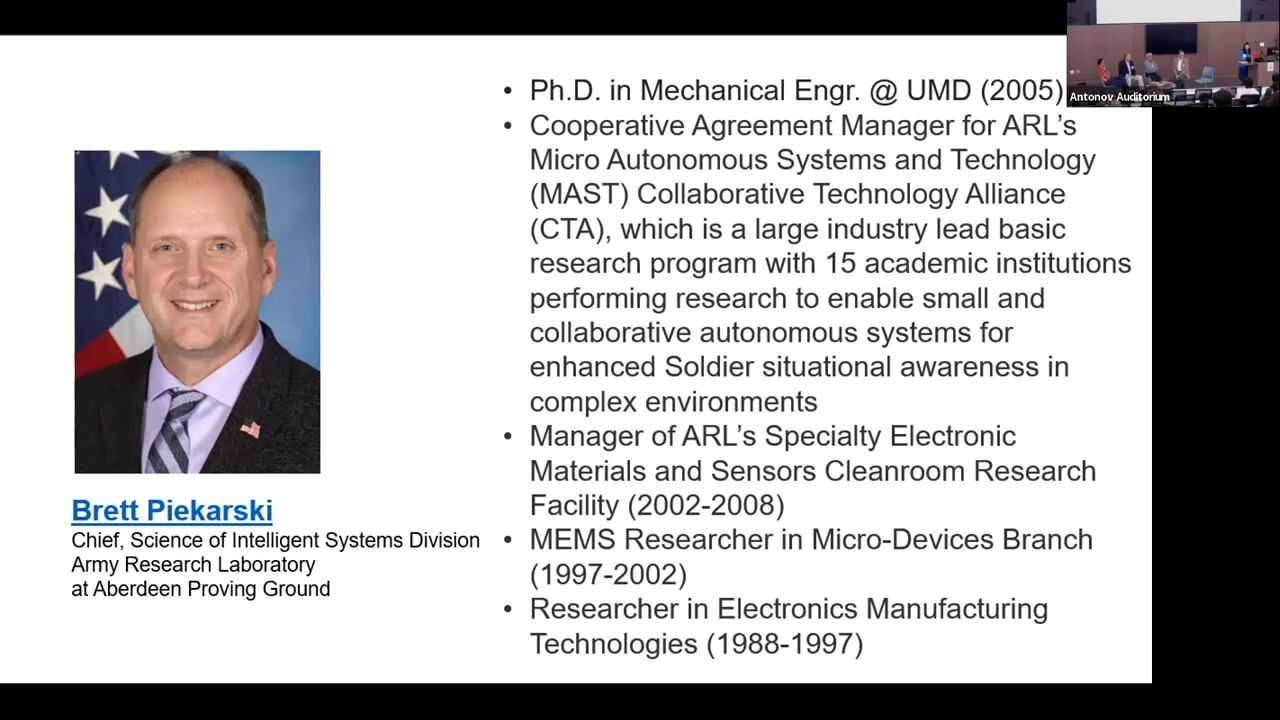 Antonov Auditorium
• Ph.D. in Mechanical Engr. @ UMD (2005)
• Cooperative Agreement Manager for ARL’s
Micro Autonomous Systems and Technology
(MAST) Collaborative Technology Alliance
(CTA), which is a large industry lead basic
research program with 15 academic institutions
performing research to enable small and
collaborative autonomous systems for
enhanced Soldier situational awareness in
complex environments
• Manager of ARL’s Specialty Electronic
Materials and Sensors Cleanroom Research
Facility (2002-2008)
• MEMS Researcher in Micro-Devices Branch
(1997-2002)
• Researcher in Electronics Manufacturing
Technologies (1988-1997)
Brett Piekarski
Chief, Science of Intelligent Systems Division
Army Research Laboratory
at Aberdeen Proving Ground